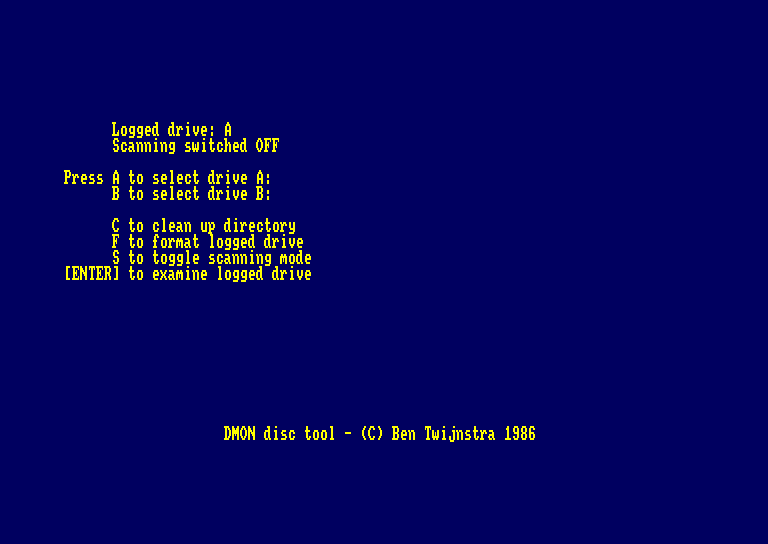 Logged drive: A
Scanning switched OFF
Press A to select drive A:
B to select drive B:
C to clean up directory
F to format logged drive
S to toggle scanning mode
[ENTER] to examine logged drive
DMON disc tool - (C) Ben Twijnstra 1986